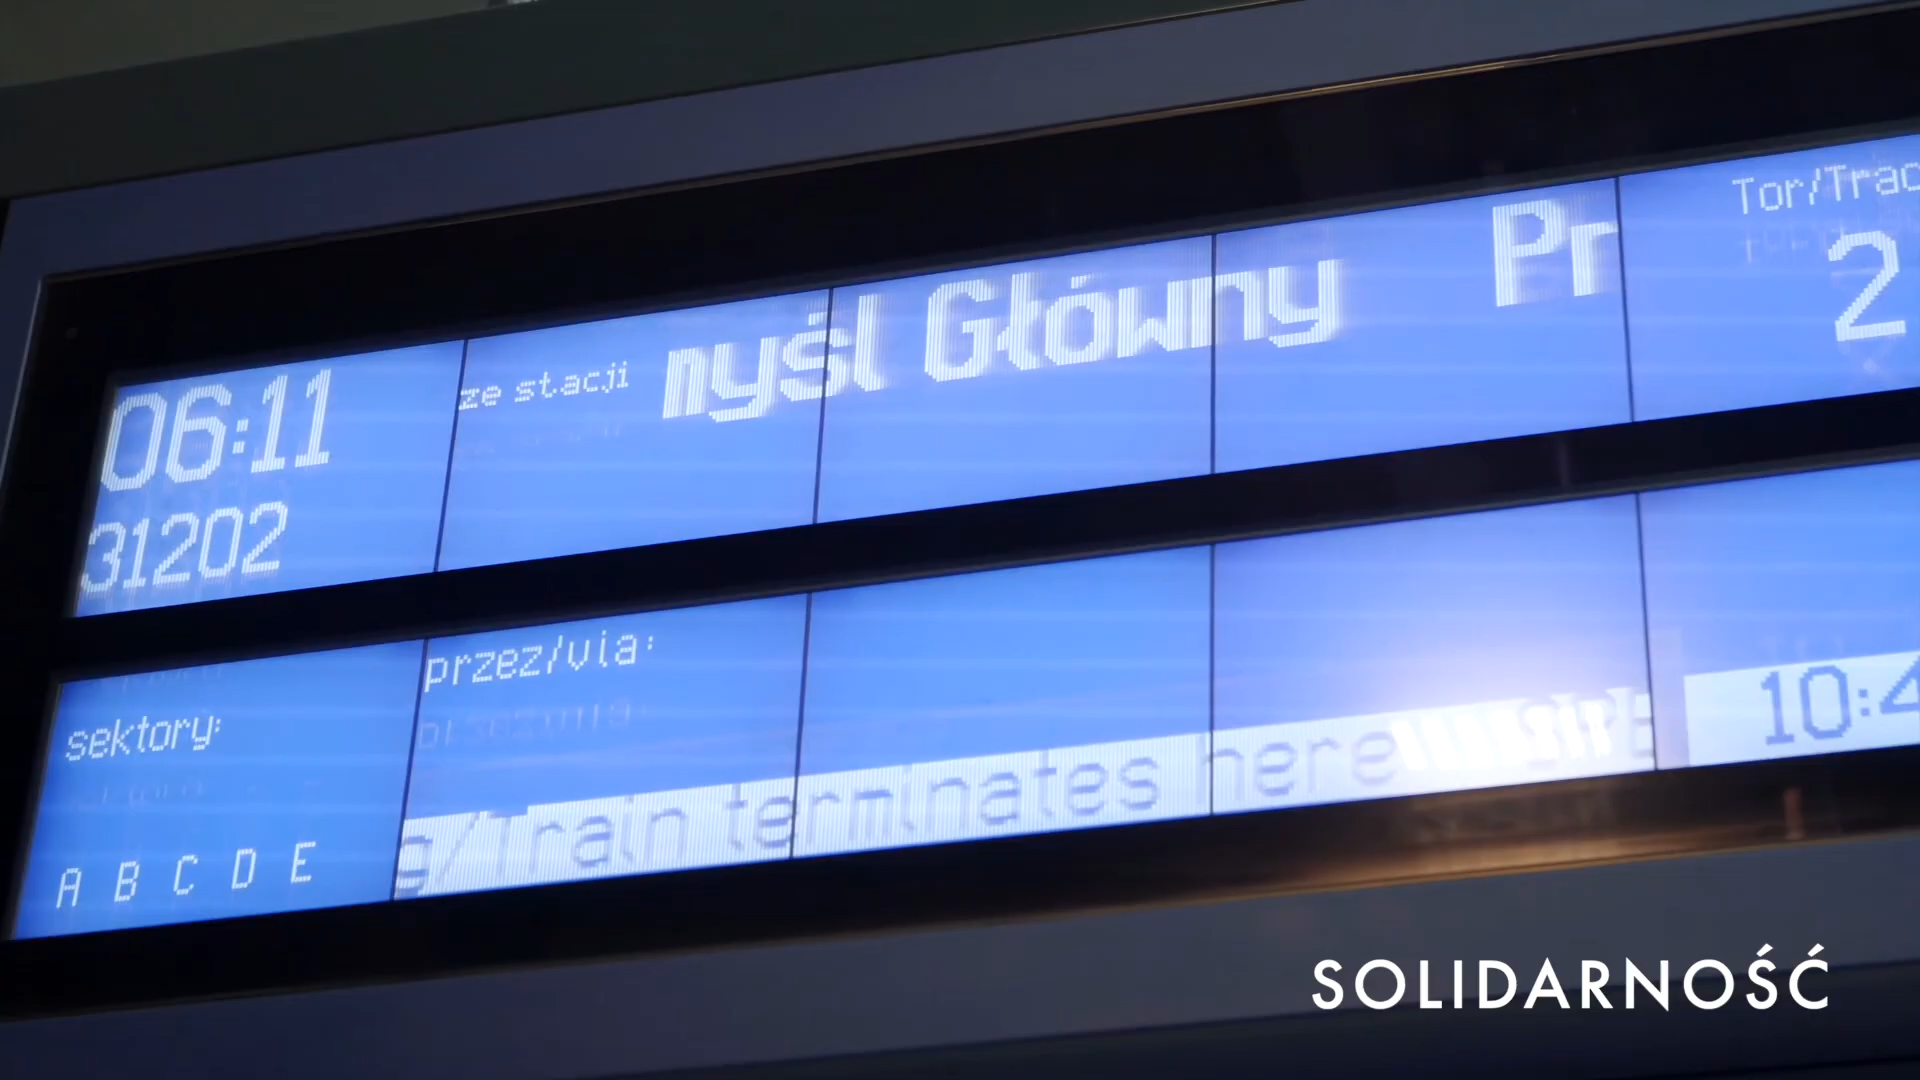 Tor/Trac
2
06:11
ze stacji
myśl Główny Pr
31202
przez/via:
sektory:
10:4
g/Train terminates here
A B C D E
SOLIDARNOŚĆ